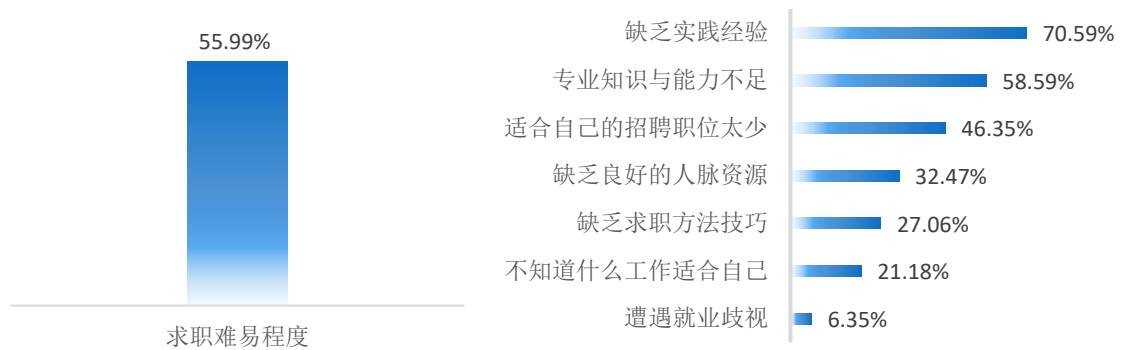 55.99%
求职难易程度
缺乏实践经验 70.59%
专业知识与能力不足 58.59%
适合自己的招聘职位太少 46.35%
缺乏良好的人脉资源 32.47%
缺乏求职方法技巧 27.06%
不知道什么工作适合自己 21.18%
遭遇就业歧视 6.35%